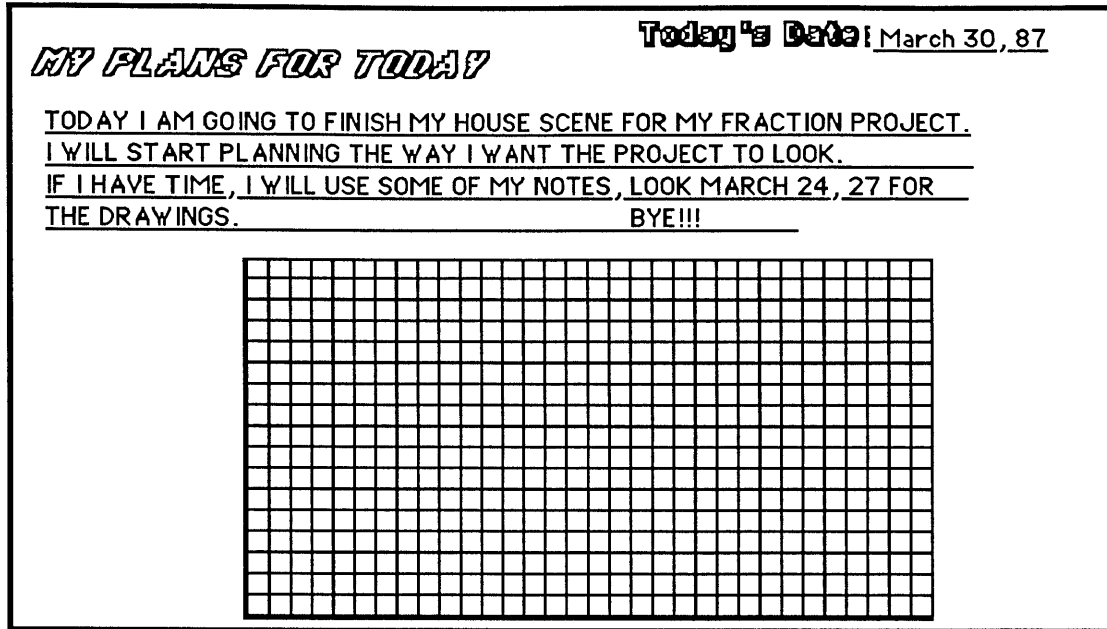 Today's Date: March 30, 87
MY PLANS FOR TODAY
TODAY I AM GOING TO FINISH MY HOUSE SCENE FOR MY FRACTION PROJECT.
I WILL START PLANNING THE WAY I WANT THE PROJECT TO LOOK.
IF I HAVE TIME, I WILL USE SOME OF MY NOTES, LOOK MARCH 24, 27 FOR
THE DRAWINGS. BYE!!!